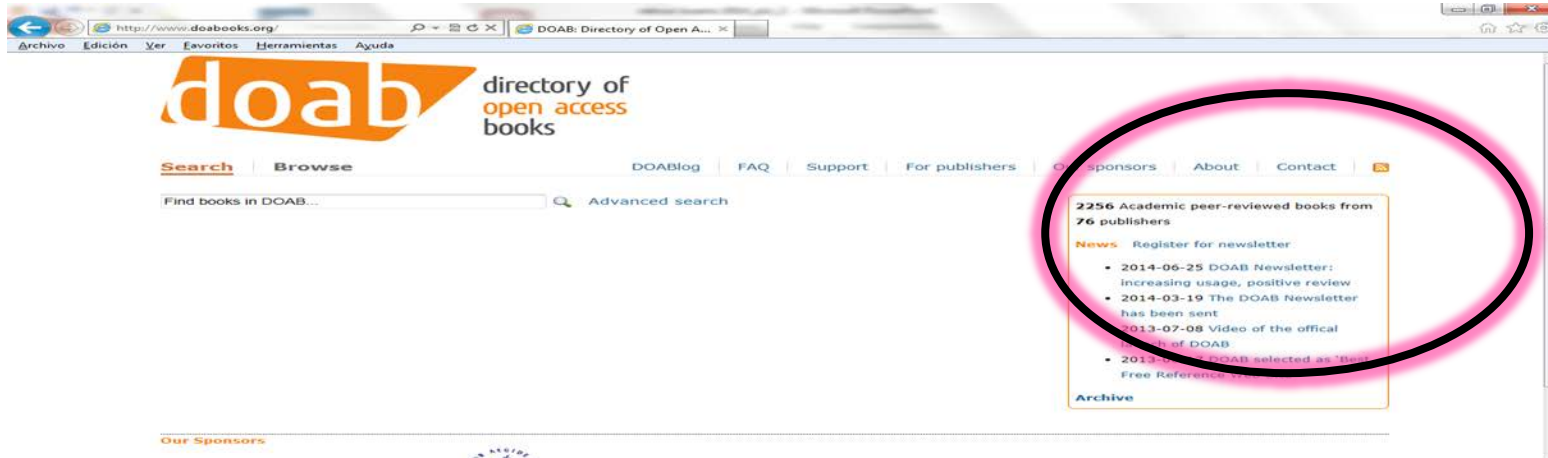 http://www.doabooks.org/
DOAB: Directory of Open A...
Archivo Edición Ver Favoritos Herramientas Ayuda
doab
directory of
open access
books
Search Browse DOABlog FAQ Support For publishers Our sponsors About Contact
Find books in DOAB... Advanced search
2256 Academic peer-reviewed books from
76 publishers
News Register for newsletter
2014-06-25 DOAB Newsletter:
increasing usage, positive review
2014-03-19 The DOAB Newsletter
has been sent
2013-07-08 Video of the offical
launch of DOAB
DOAB selected as 'Best
Free Reference
Archive
Our Sponsors